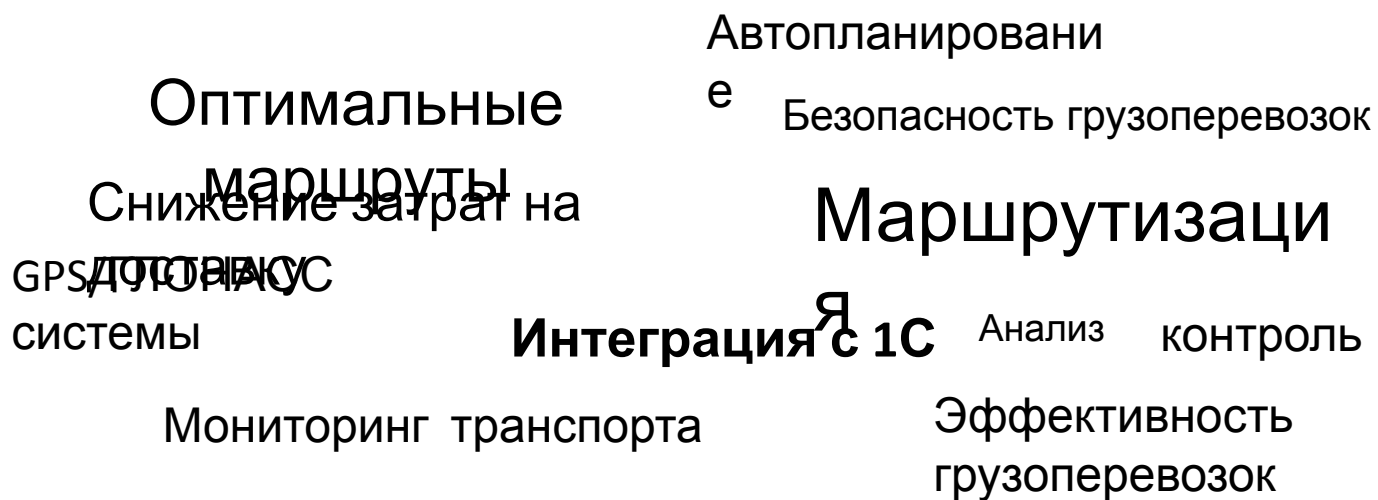 Автопланировани
е
Безопасность грузоперевозок
Оптимальные
маршруты
Снижение затрат на
доставку
Маршрутизаци
я
GPS/ГЛОНАСС
системы
Интеграция с 1С
Анализ
контроль
Мониторинг транспорта
Эффективность
грузоперевозок